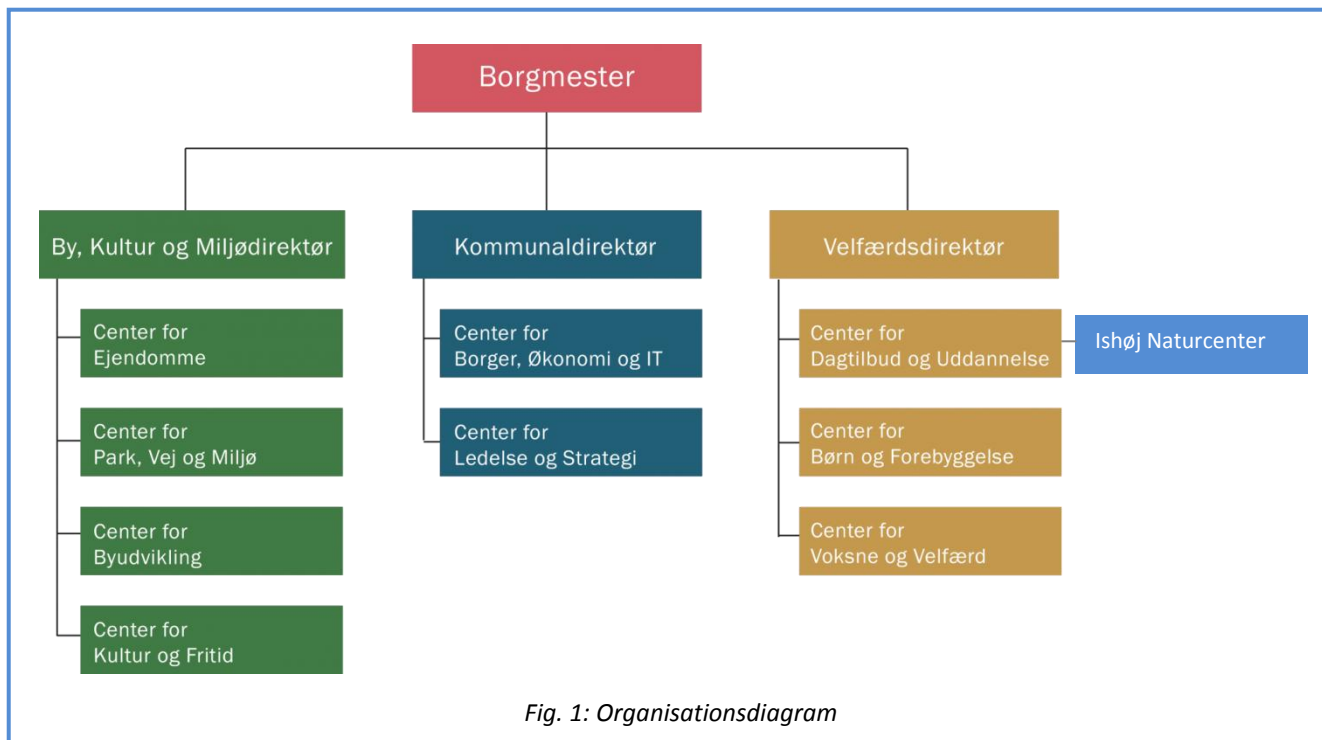 Borgmester
By, Kultur og Miljødirektør
Center for
Ejendomme
Center for
Park, Vej og Miljø
Center for
Byudvikling
Center for
Kultur og Fritid
Kommunaldirektør
Center for
Borger, Økonomi og IT
Center for
Ledelse og Strategi
Velfærdsdirektør
Center for
Dagtilbud og Uddannelse
Ishøj Naturcenter
Center for
Børn og Forebyggelse
Center for
Voksne og Velfærd
Fig. 1: Organisationsdiagram